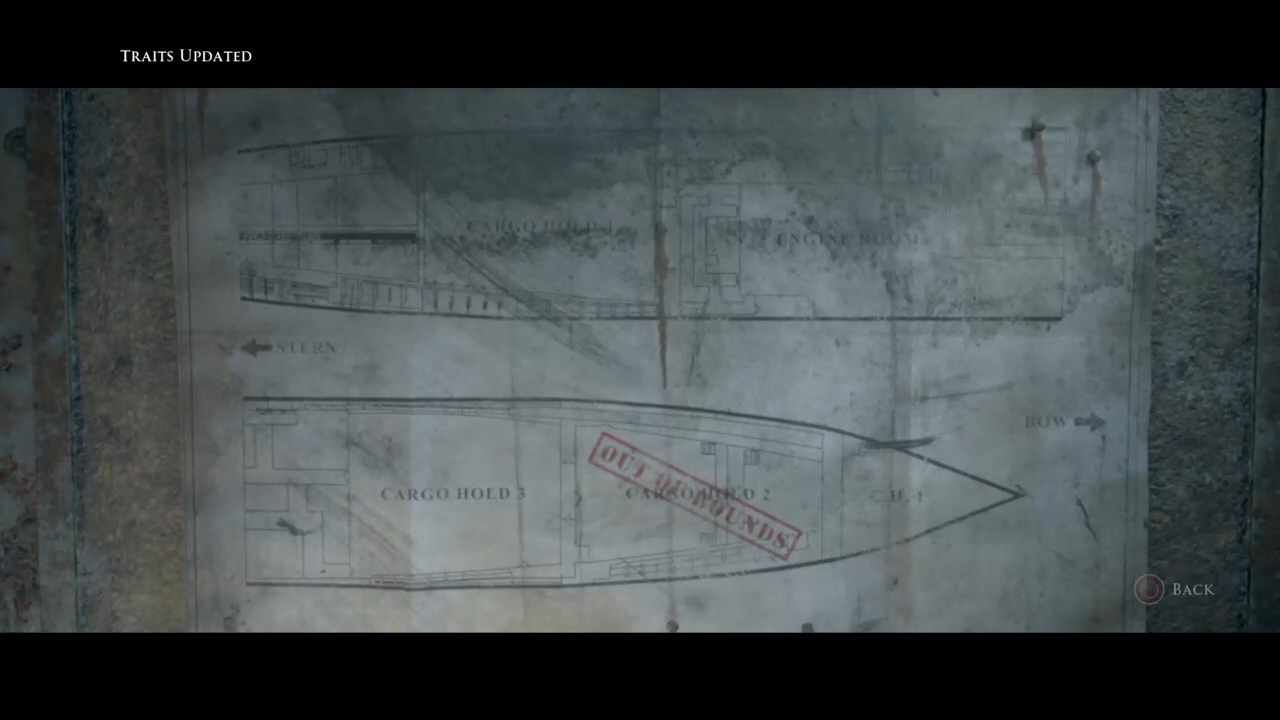 Traits Updated
CARGO HOLD 4
ENGINE ROOM
STERN
BOW
CARGO HOLD 3
OUT OF BOUNDS
CARGO HOLD 2
C.H. 1
Back